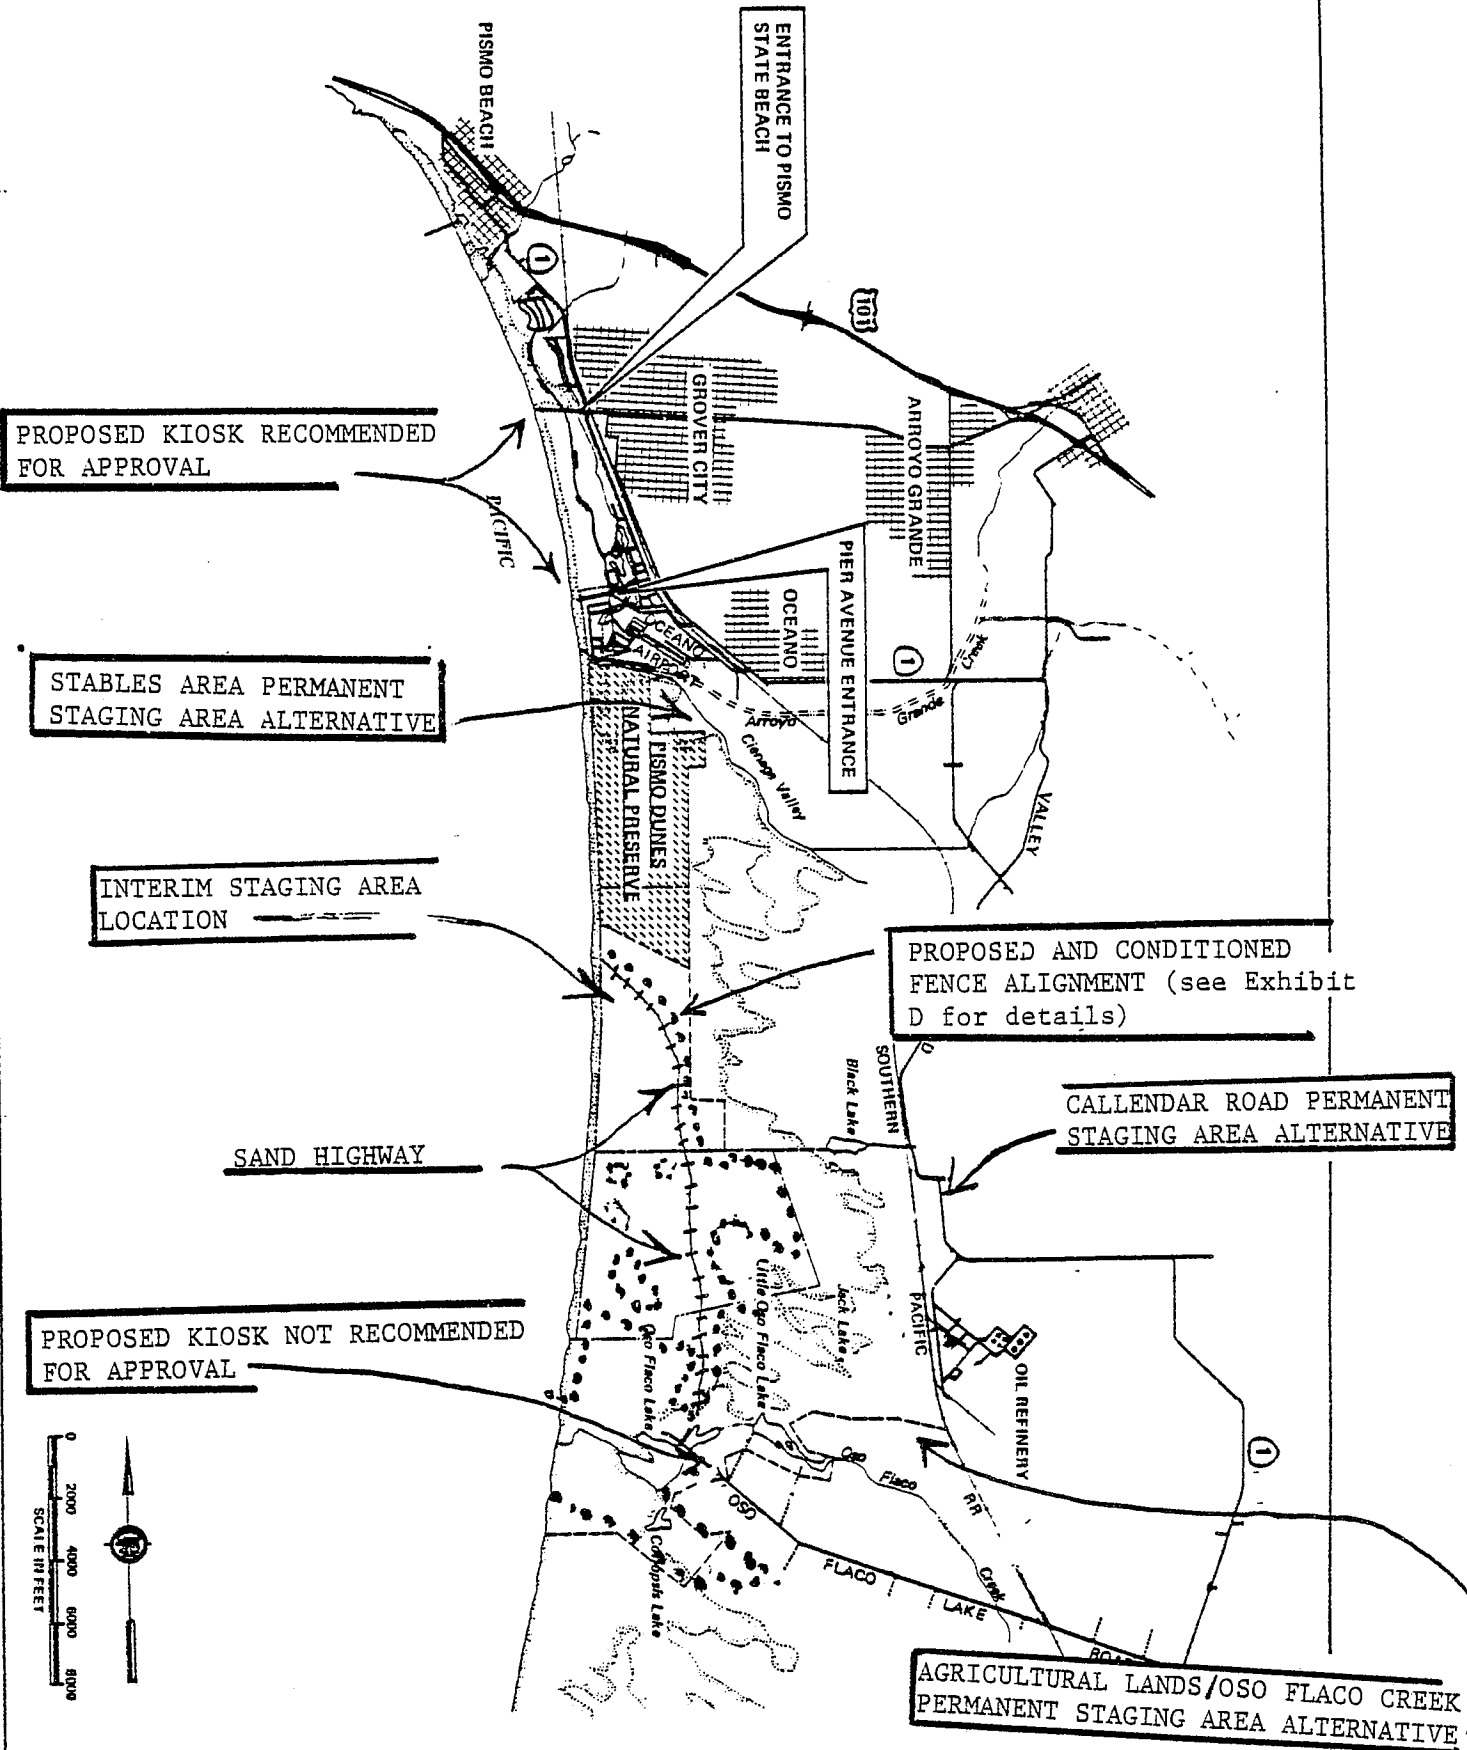 PISMO BEACH
ENTRANCE TO PISMO
STATE BEACH
1
101
GROVER CITY
ARROYO GRANDE
PROPOSED KIOSK RECOMMENDED
FOR APPROVAL
PACIFIC
PIER AVENUE ENTRANCE
OCEANO
1
OCEANO
AIRPORT
Creek
Grande
Arroyo
Cienega Valley
VALLEY
STABLES AREA PERMANENT
STAGING AREA ALTERNATIVE
PISMO DUNES
NATURAL PRESERVE
INTERIM STAGING AREA
LOCATION
PROPOSED AND CONDITIONED
FENCE ALIGNMENT (see Exhibit
D for details)
SOUTHERN
Black Lake
CALLENDAR ROAD PERMANENT
STAGING AREA ALTERNATIVE
SAND HIGHWAY
Little Oso Flaco Lake
Jack Lake
PACIFIC
OIL REFINERY
PROPOSED KIOSK NOT RECOMMENDED
FOR APPROVAL
Oso Flaco Lake
1
Oso
Flaco
Creek
RR
OSO
FLACO
LAKE
ROAD
Lake
0 2000 4000 6000 8000
SCALE IN FEET
AGRICULTURAL LANDS/OSO FLACO CREEK
PERMANENT STAGING AREA ALTERNATIVE